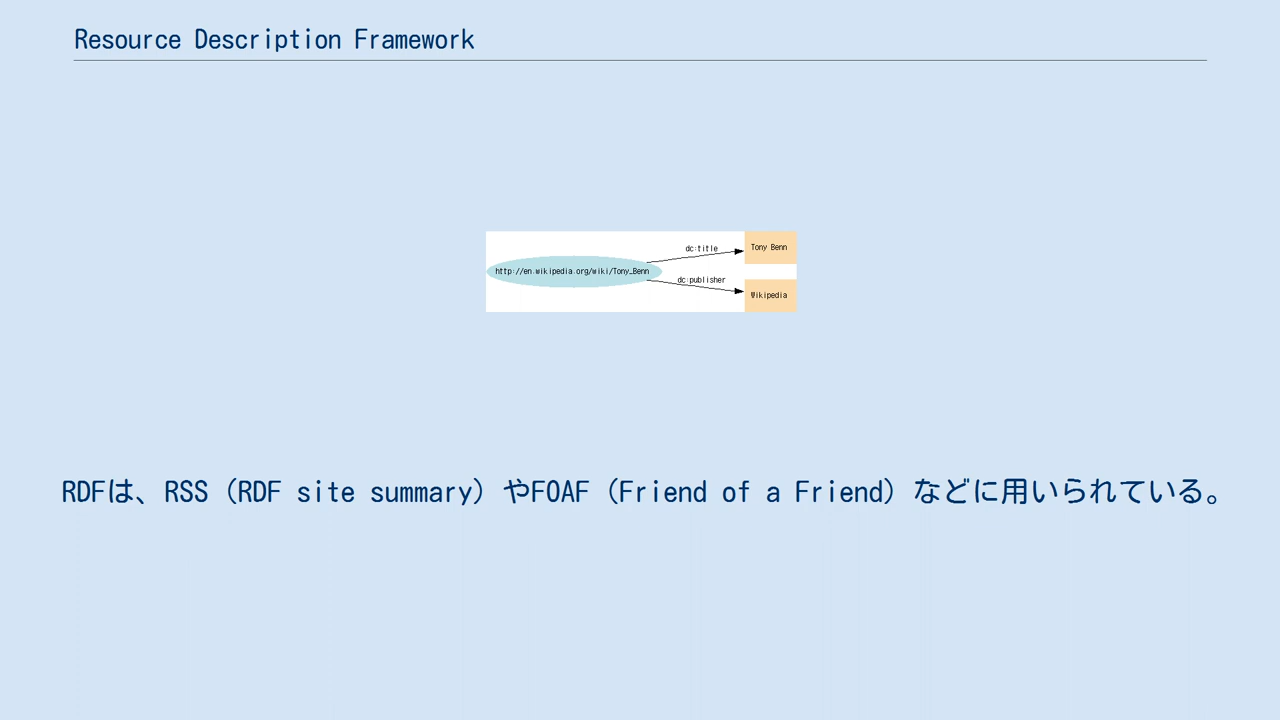 Resource Description Framework
dc:title
Tony Benn
http://en.wikipedia.org/wiki/Tony_Benn
dc:publisher
Wikipedia
RDFは、RSS（RDF site summary）やFOAF（Friend of a Friend）などに用いられている。